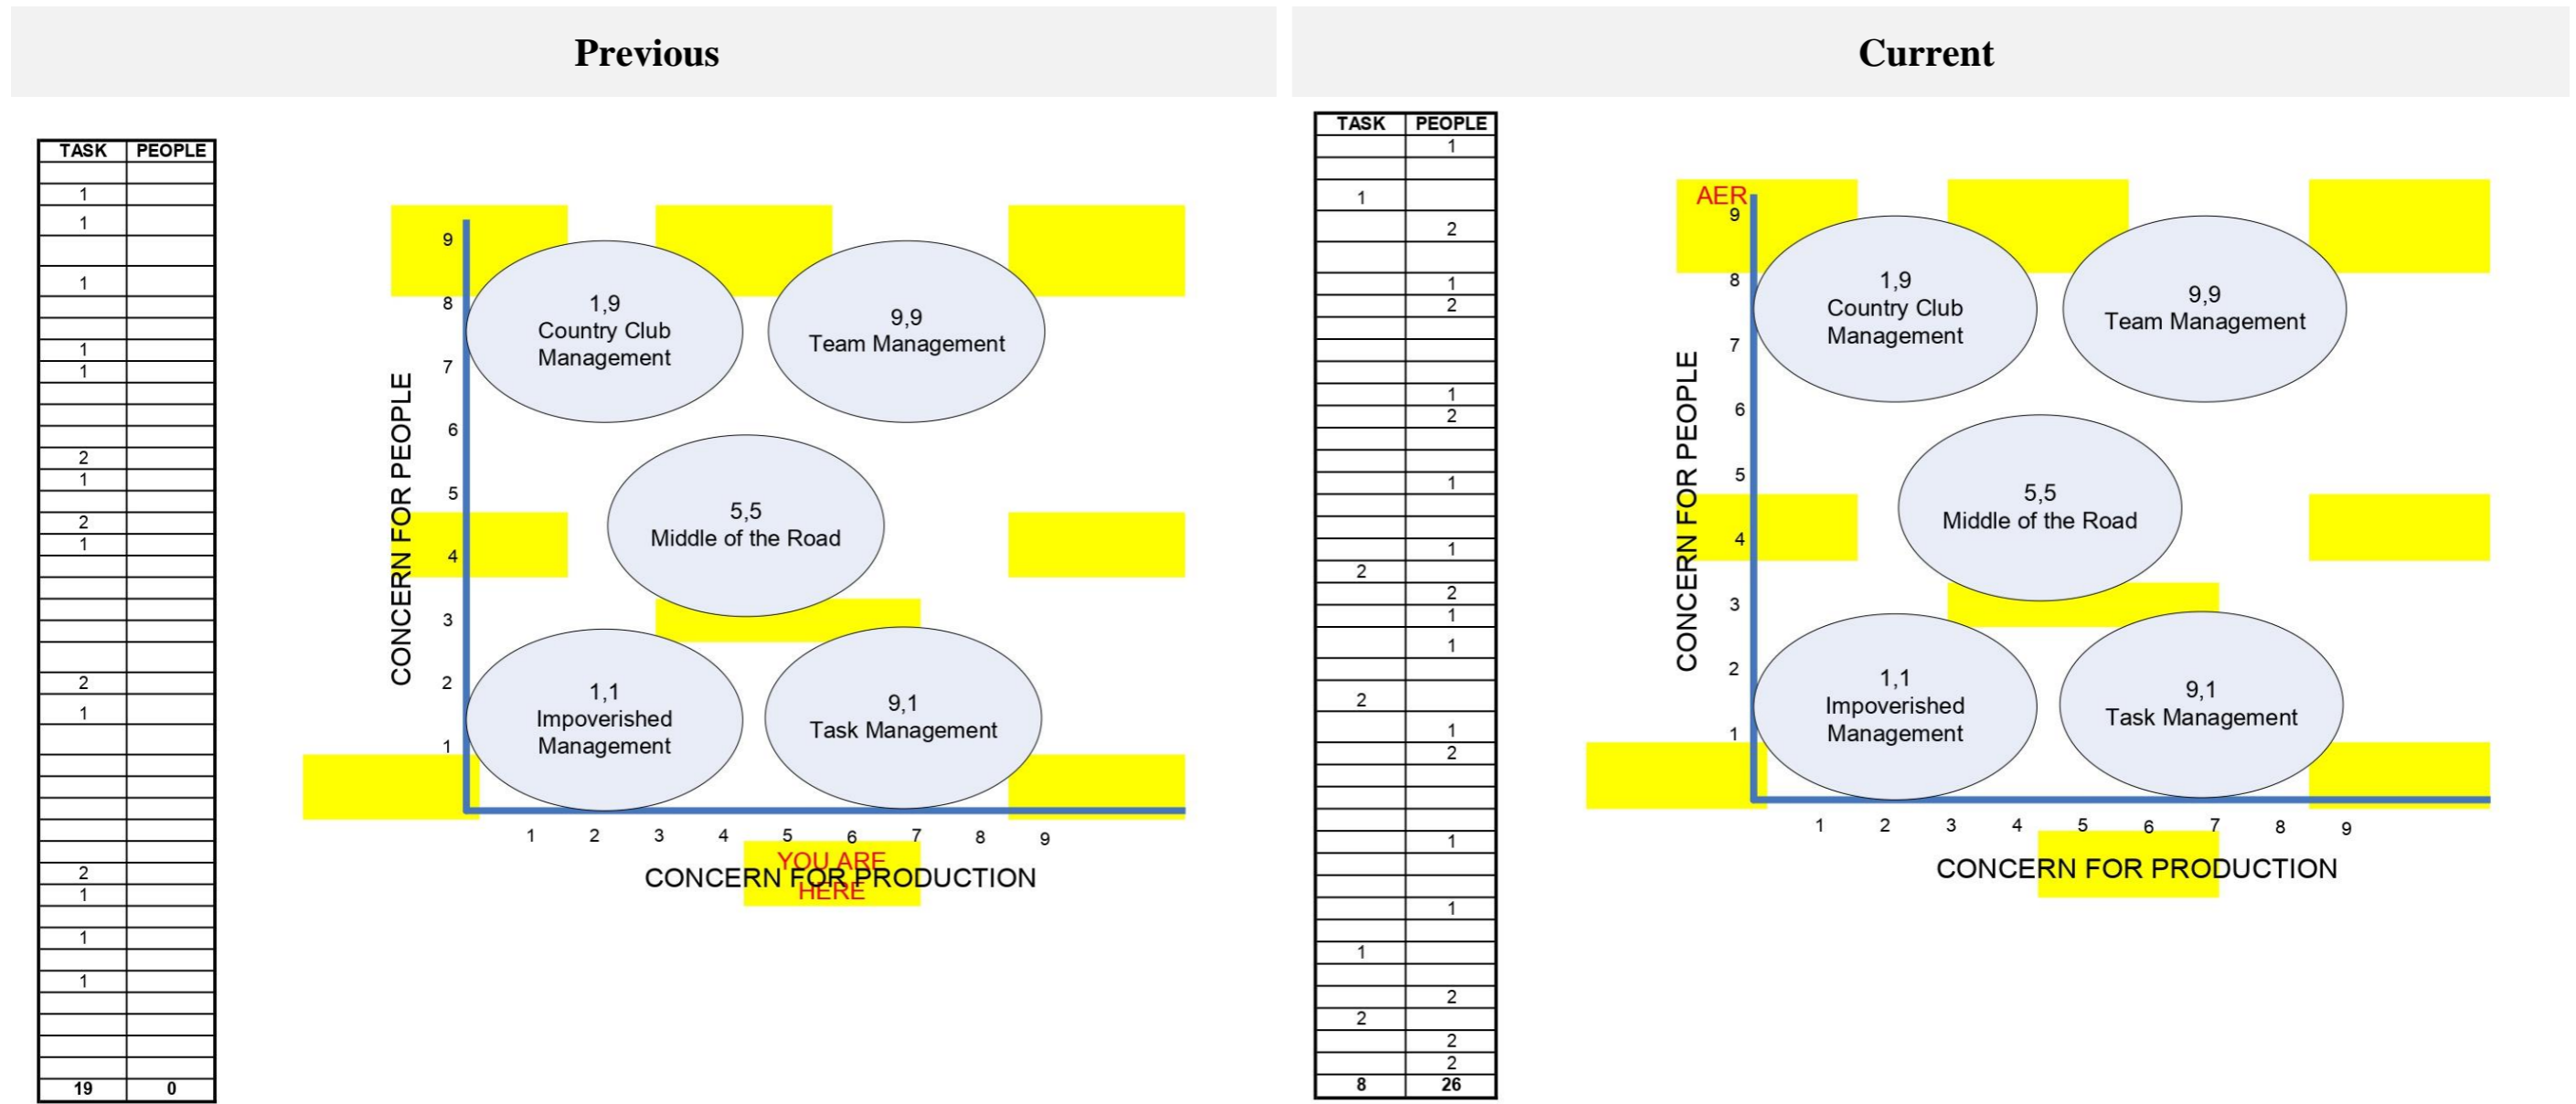 Previous
TASK PEOPLE
1
1
1
1
1
2
1
2
1
2
1
2
1
1
1
19 0
9
8
7
6
5
4
3
2
1
CONCERN FOR PEOPLE
1,9
Country Club
Management
9,9
Team Management
5,5
Middle of the Road
1,1
Impoverished
Management
9,1
Task Management
1 2 3 4 5 6 7 8 9
YOU ARE
HERE
CONCERN FOR PRODUCTION
Current
TASK PEOPLE
1
1
2
1
2
1
2
1
1
2
2
1
1
2
1
2
1
1
1
2
2
2
2
8 26
AER
9
8
7
6
5
4
3
2
1
CONCERN FOR PEOPLE
1,9
Country Club
Management
9,9
Team Management
5,5
Middle of the Road
1,1
Impoverished
Management
9,1
Task Management
1 2 3 4 5 6 7 8 9
CONCERN FOR PRODUCTION